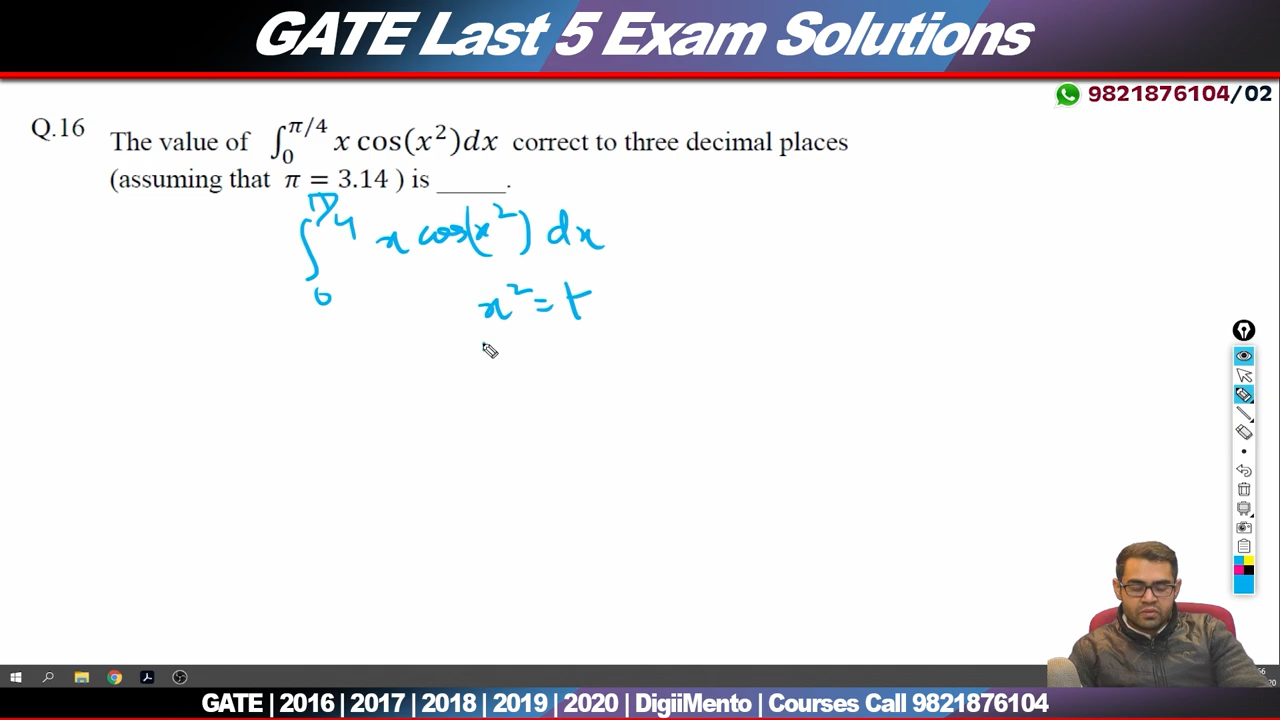 GATE Last 5 Exam Solutions
9821876104/02
Q.16 The value of ∫₀^{π/4} x cos(x²)dx correct to three decimal places
(assuming that π = 3.14 ) is _____.
∫₀^{π/4} x cos(x²) dx
x² = t
GATE | 2016 | 2017 | 2018 | 2019 | 2020 | DigiiMento | Courses Call 9821876104